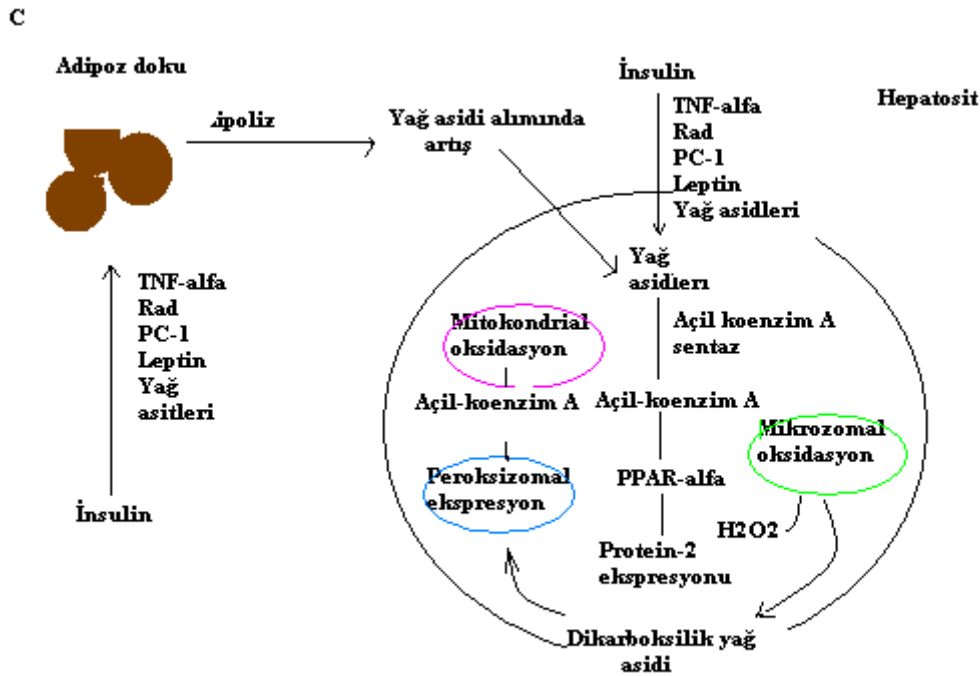 C
Adipoz doku
İnsulin
Hepatosit
.ipoliz
Yağ asidi alımında
artış
TNF-alfa
Rad
PC-1
Leptin
Yağ asidleri
Yağ
asidleri
TNF-alfa
Rad
PC-1
Leptin
Yağ
asitleri
İnsulin
Mitokondrial
oksidasyon
Açil koenzim A
sentaz
Açil-koenzim A
Açil-koenzim A
Mikrozomal
oksidasyon
Peroksizomal
ekspresyon
PPAR-alfa
H2O2
Protein-2
ekspresyonu
Dikarboksilik yağ
asidi